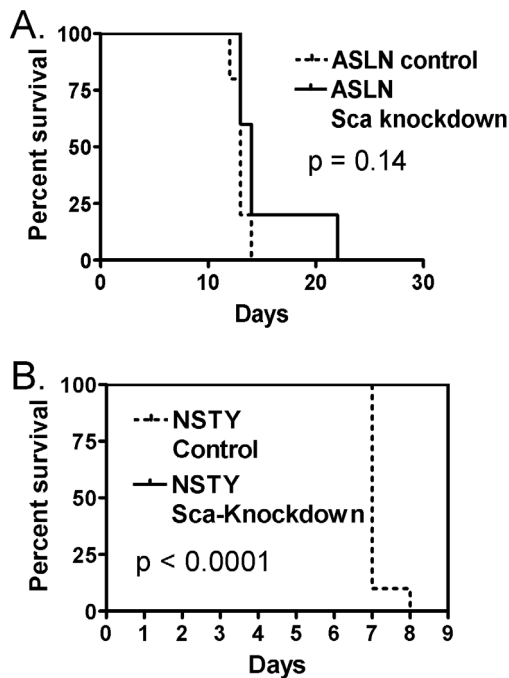 A.
Percent survival
100
75
50
25
0
ASLN control
ASLN
Sca knockdown
p = 0.14
0 10 20 30
Days
B.
Percent survival
100
75
50
25
0
NSTY
Control
NSTY
Sca-Knockdown
p < 0.0001
0 1 2 3 4 5 6 7 8 9
Days